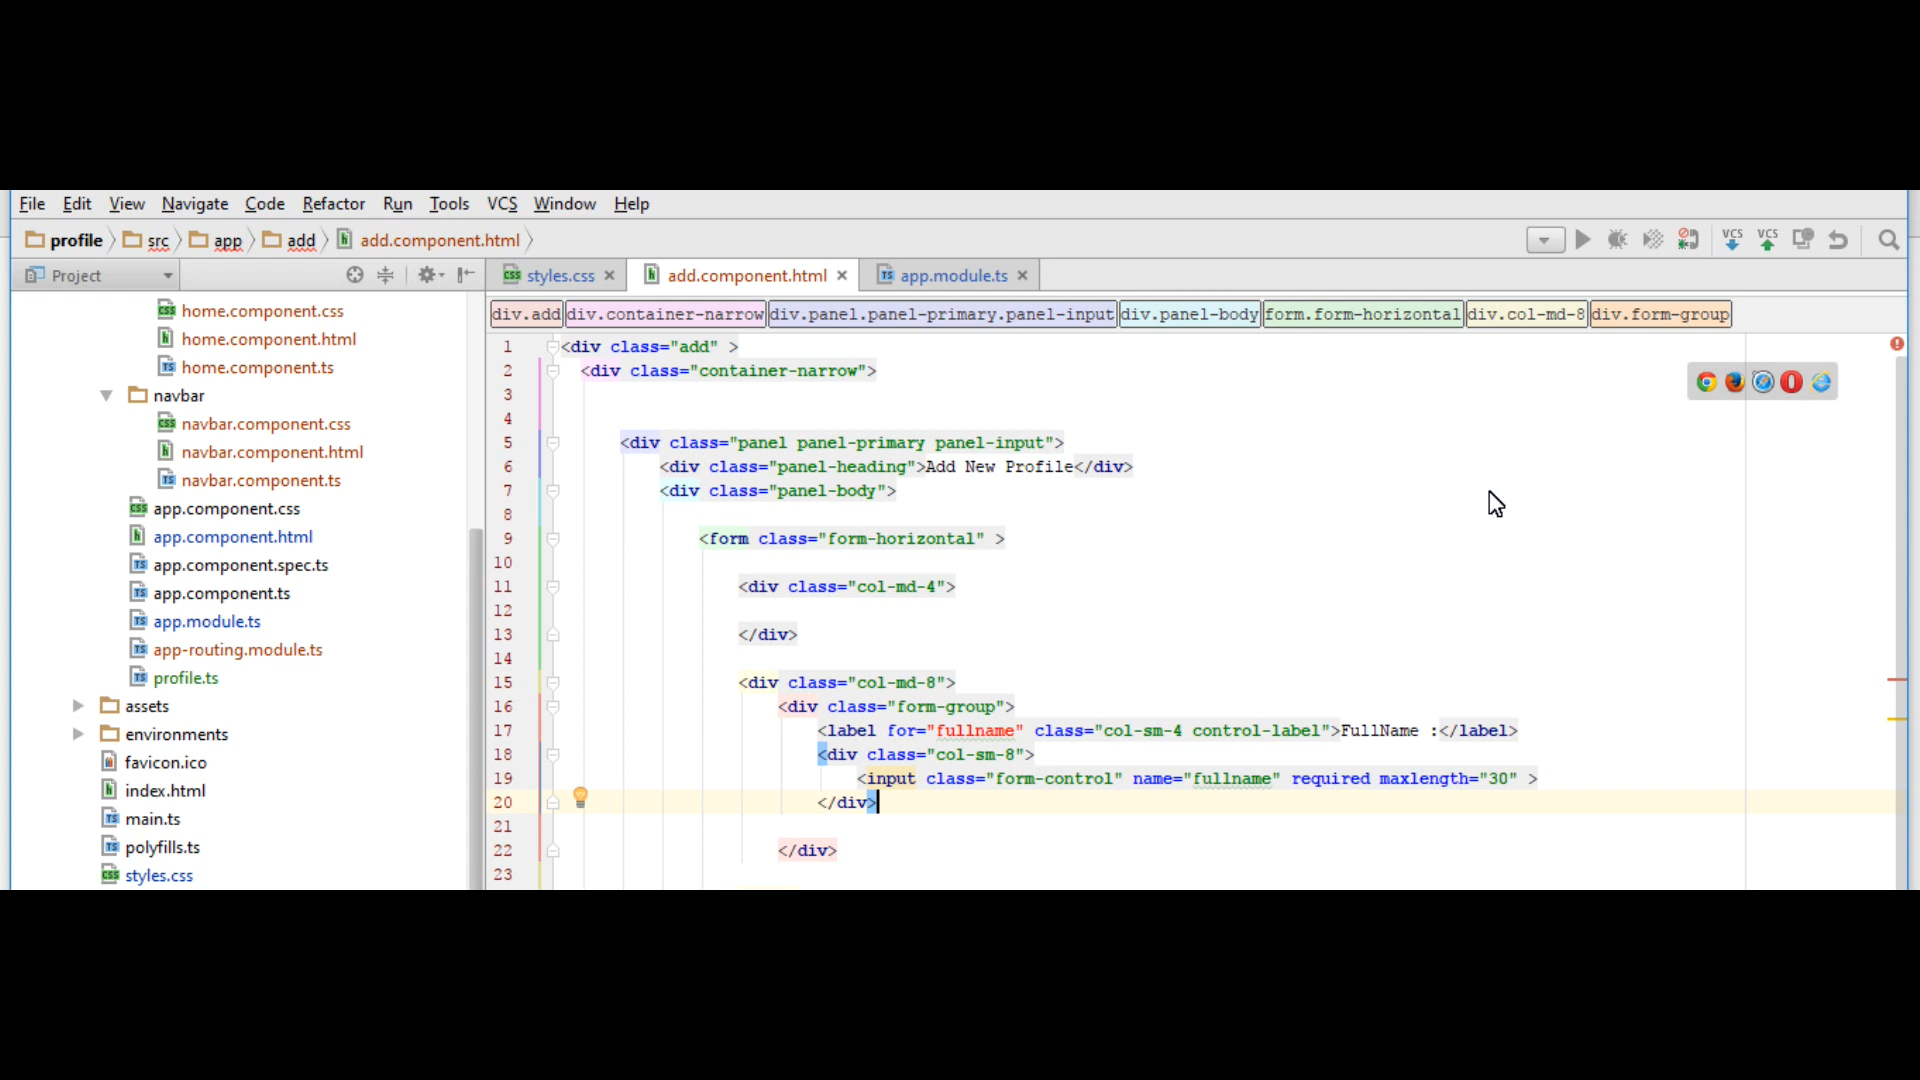 File Edit View Navigate Code Refactor Run Tools VCS Window Help
profile src app add add.component.html VCS VCS
Project styles.css add.component.html app.module.ts
div.add div.container-narrow div.panel.panel-primary.panel-input div.panel-body form.form-horizontal div.col-md-8 div.form-group
home.component.css
home.component.html
home.component.ts
navbar
navbar.component.css
navbar.component.html
navbar.component.ts
app.component.css
app.component.html
app.component.spec.ts
app.component.ts
app.module.ts
app-routing.module.ts
profile.ts
assets
environments
favicon.ico
index.html
main.ts
polyfills.ts
styles.css
1 <div class="add" >
2 <div class="container-narrow">
3
4
5 <div class="panel panel-primary panel-input">
6 <div class="panel-heading">Add New Profile</div>
7 <div class="panel-body">
8
9 <form class="form-horizontal" >
10
11 <div class="col-md-4">
12
13 </div>
14
15 <div class="col-md-8">
16 <div class="form-group">
17 <label for="fullname" class="col-sm-4 control-label">FullName :</label>
18 <div class="col-sm-8">
19 <input class="form-control" name="fullname" required maxlength="30" >
20 </div>
21
22 </div>
23